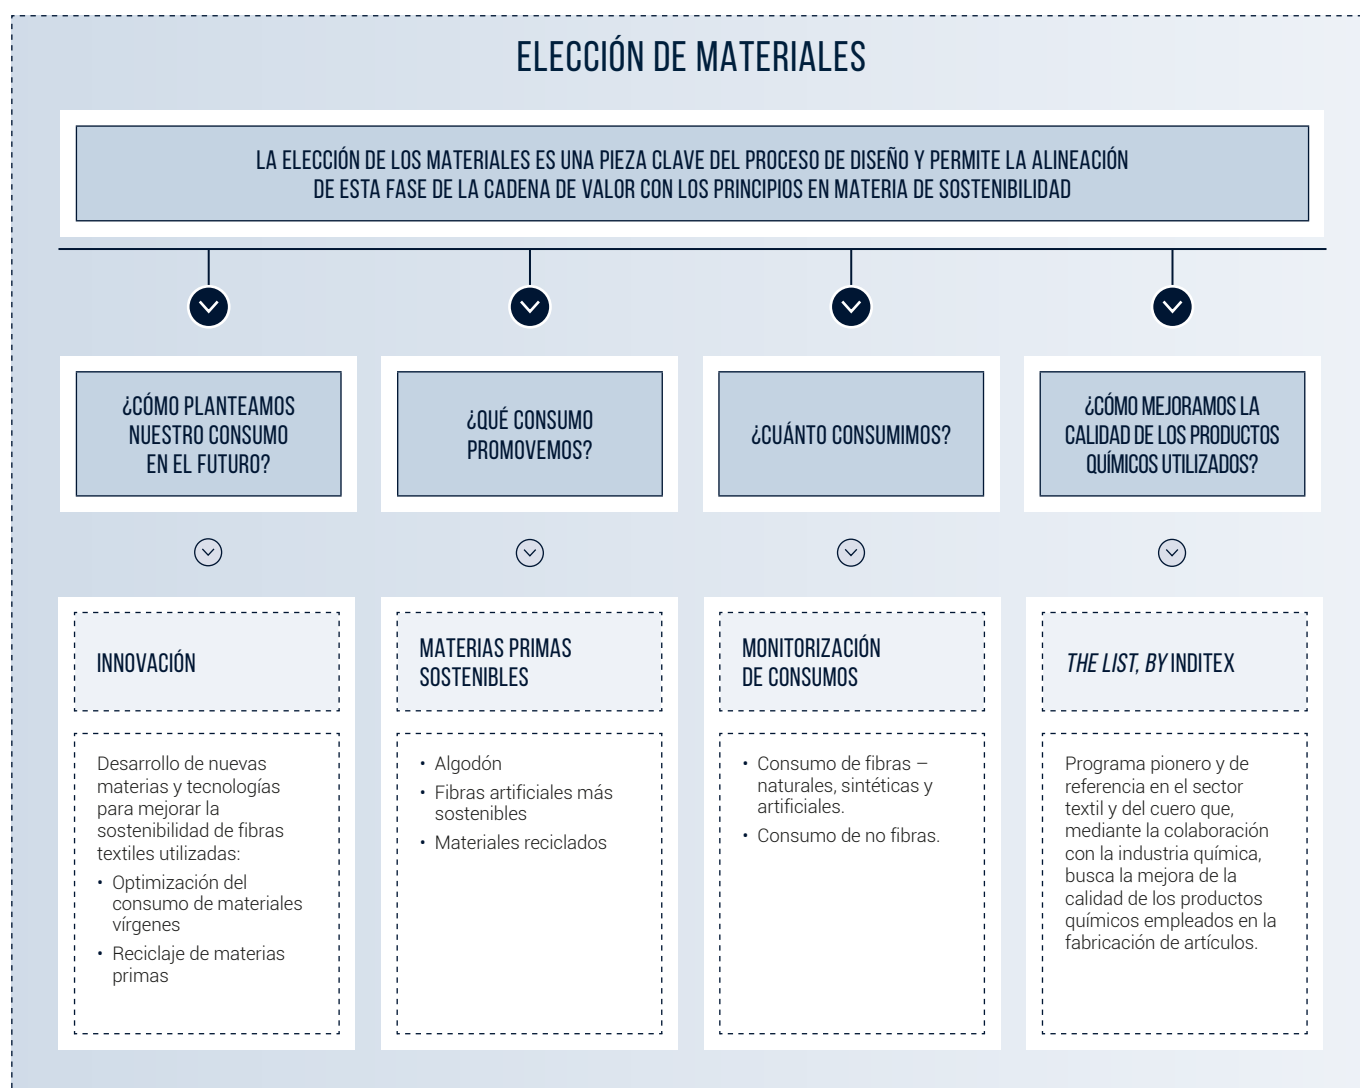 ELECCIÓN DE MATERIALES
LA ELECCIÓN DE LOS MATERIALES ES UNA PIEZA CLAVE DEL PROCESO DE DISEÑO Y PERMITE LA ALINEACIÓN
DE ESTA FASE DE LA CADENA DE VALOR CON LOS PRINCIPIOS EN MATERIA DE SOSTENIBILIDAD
¿CÓMO PLANTEAMOS
NUESTRO CONSUMO
EN EL FUTURO?
¿QUÉ CONSUMO
PROMOVEMOS?
¿CUÁNTO CONSUMIMOS?
¿CÓMO MEJORAMOS LA
CALIDAD DE LOS PRODUCTOS
QUÍMICOS UTILIZADOS?
INNOVACIÓN
Desarrollo de nuevas
materias y tecnologías
para mejorar la
sostenibilidad de fibras
textiles utilizadas:
• Optimización del
consumo de materiales
vírgenes
• Reciclaje de materias
primas
MATERIAS PRIMAS
SOSTENIBLES
• Algodón
• Fibras artificiales más
sostenibles
• Materiales reciclados
MONITORIZACIÓN
DE CONSUMOS
• Consumo de fibras –
naturales, sintéticas y
artificiales.
• Consumo de no fibras.
THE LIST, BY INDITEX
Programa pionero y de
referencia en el sector
textil y del cuero que,
mediante la colaboración
con la industria química,
busca la mejora de la
calidad de los productos
químicos empleados en la
fabricación de artículos.